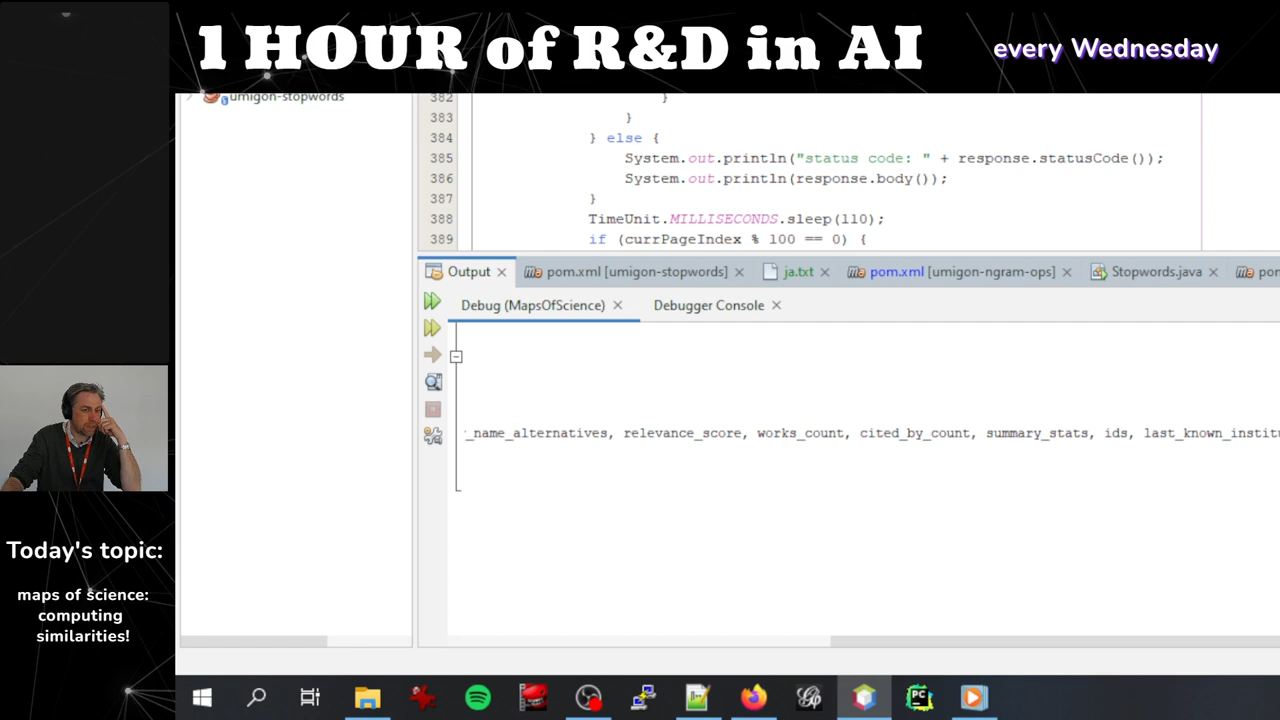 1 HOUR of R&D in AI
every Wednesday
umigon-stopwords
382 }
383 }
384 } else {
385 System.out.println("status code: " + response.statusCode());
386 System.out.println(response.body());
387 }
388 TimeUnit.MILLISECONDS.sleep(110);
389 if (currPageIndex % 100 == 0) {
Output pom.xml [umigon-stopwords] ja.txt pom.xml [umigon-ngram-ops] Stopwords.java
Debug (MapsOfScience) Debugger Console
_name_alternatives, relevance_score, works_count, cited_by_count, summary_stats, ids, last_known_institu
Today's topic:
maps of science:
computing
similarities!
PC